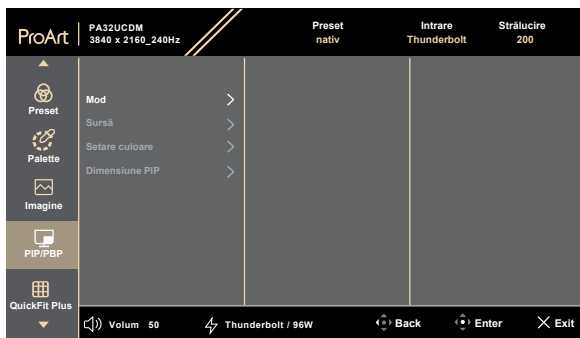 ProArt
PA32UCDM
3840 x 2160_240Hz
Preset
nativ
Intrare
Thunderbolt
Strălucire
200
Preset
Palette
Imagine
PIP/PBP
QuickFit Plus
Mod
Sursă
Setare culoare
Dimensiune PIP
Volum 50
Thunderbolt / 96W
Back
Enter
Exit